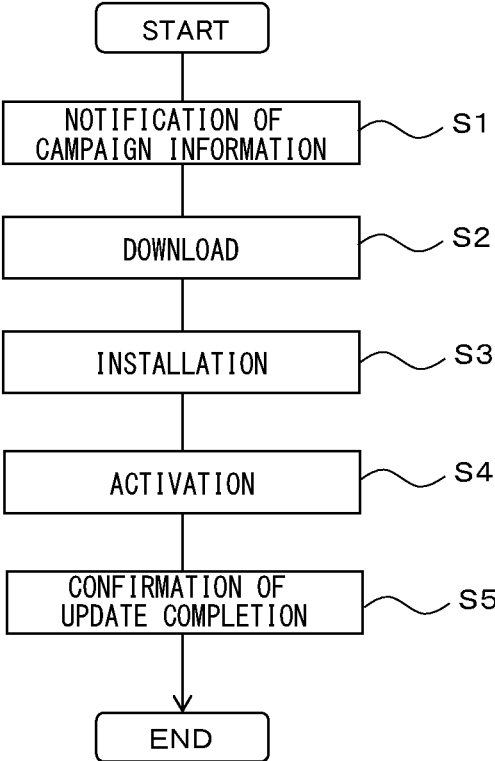 START
NOTIFICATION OF
CAMPAIGN INFORMATION
S1
DOWNLOAD
S2
INSTALLATION
S3
ACTIVATION
S4
CONFIRMATION OF
UPDATE COMPLETION
S5
END